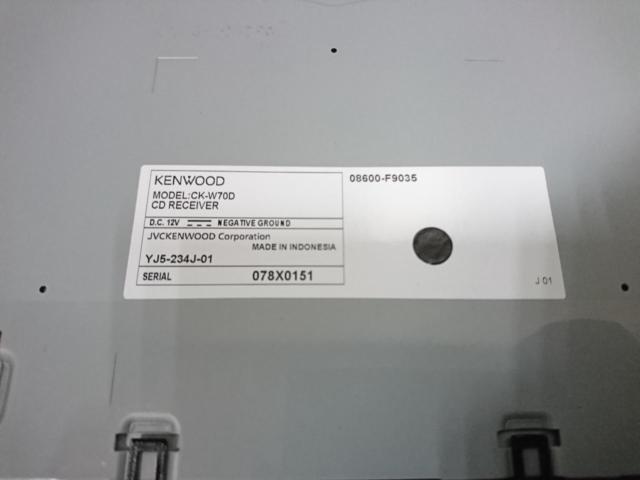 KENWOOD
MODEL:CK-W70D
CD RECEIVER
D.C. 12V NEGATIVE GROUND
JVCKENWOOD Corporation
MADE IN INDONESIA
YJ5-234J-01
SERIAL 078X0151
08600-F9035
J 01